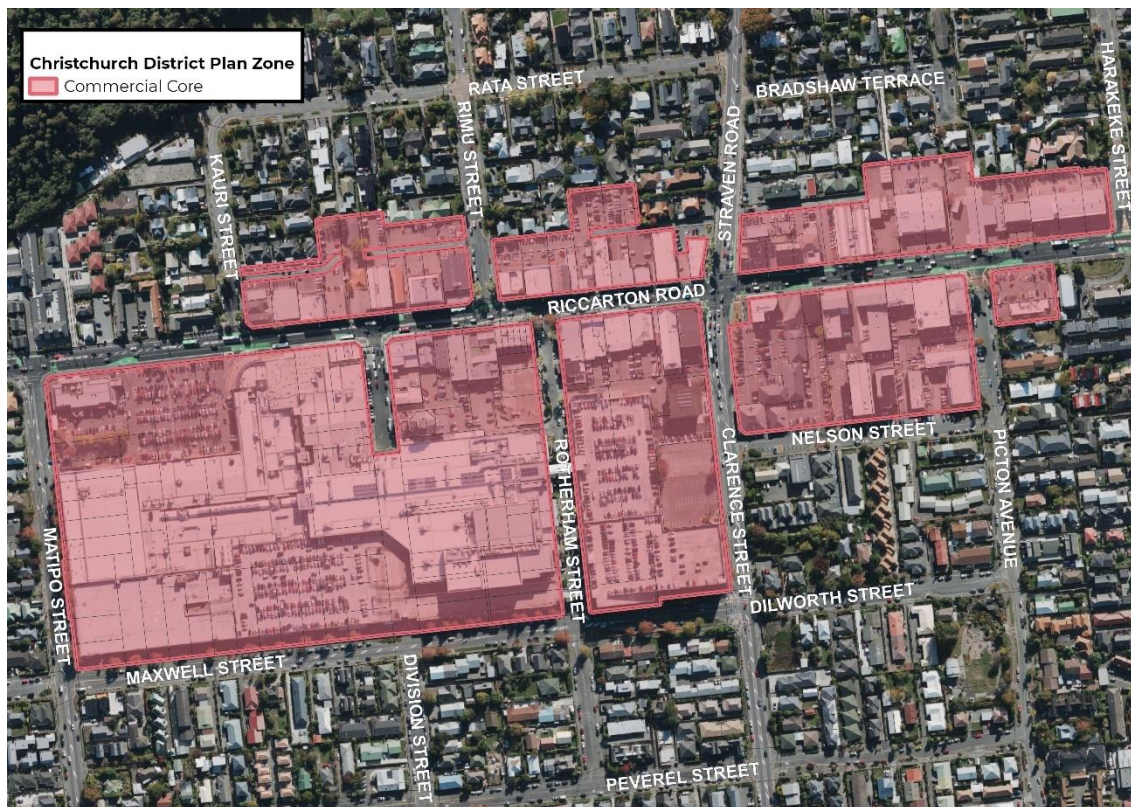 Christchurch District Plan Zone
Commercial Core
RATA STREET
BRADSHAW TERRACE
HARAKEKE STREET
RIMU STREET
STRAVEN ROAD
KAURI STREET
RICCARTON ROAD
NELSON STREET
ROTHERHAM STREET
CLARENCE STREET
PICTON AVENUE
MATIPO STREET
DILWORTH STREET
MAXWELL STREET
DIVISION STREET
PEVEREL STREET